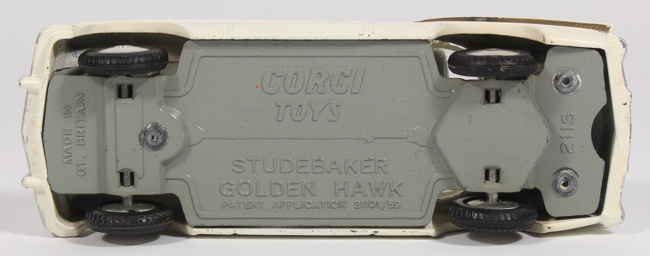 MADE IN
GT. BRITAIN
CORGI
TOYS
STUDEBAKER
GOLDEN HAWK
PATENT APPLICATION 21101/56
211S